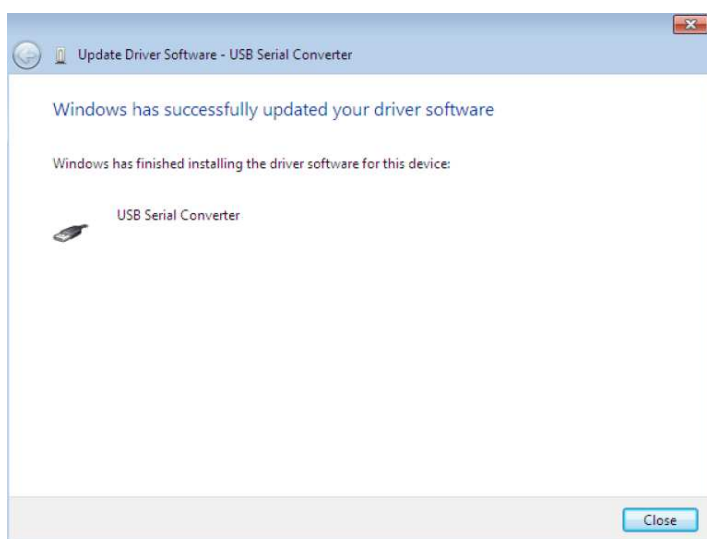 Update Driver Software - USB Serial Converter
Windows has successfully updated your driver software
Windows has finished installing the driver software for this device:
USB Serial Converter
Close